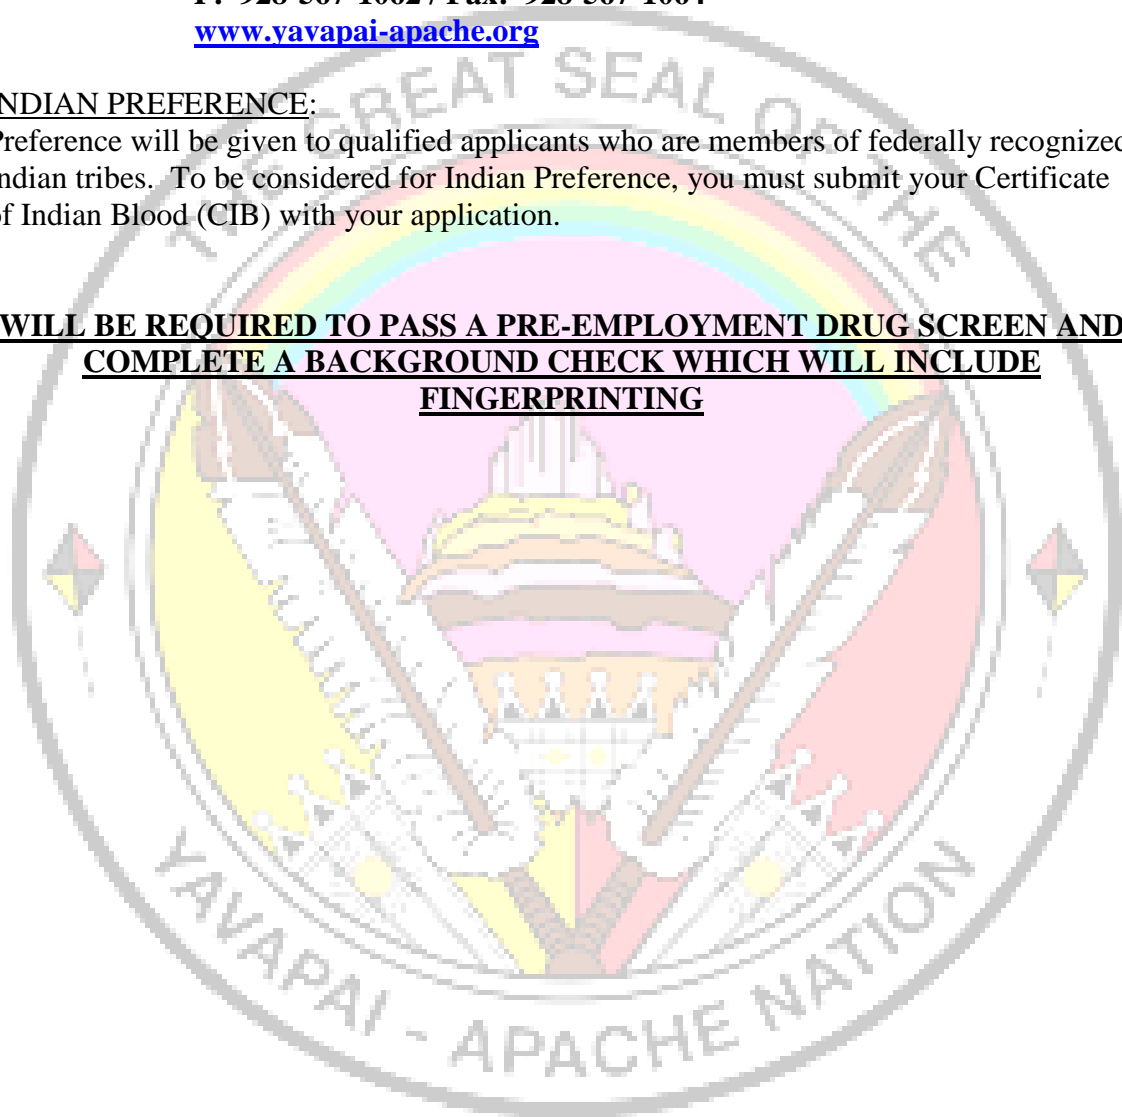 www.yavapai-apache.org
NDIAN PREFERENCE:
Preference will be given to qualified applicants who are members of federally recognized
ndian tribes. To be considered for Indian Preference, you must submit your Certificate
of Indian Blood (CIB) with your application.
WILL BE REQUIRED TO PASS A PRE-EMPLOYMENT DRUG SCREEN AND
COMPLETE A BACKGROUND CHECK WHICH WILL INCLUDE
FINGERPRINTING
THE GREAT SEAL OF THE
YAVAPAI - APACHE NATION